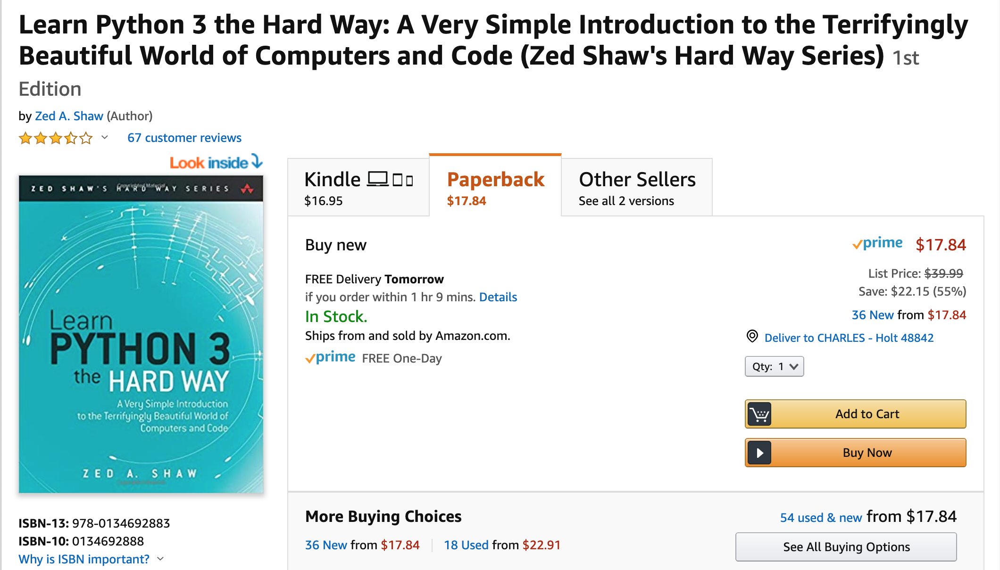 Learn Python 3 the Hard Way: A Very Simple Introduction to the Terrifyingly
Beautiful World of Computers and Code (Zed Shaw's Hard Way Series) 1st
Edition
by Zed A. Shaw (Author)
67 customer reviews
Look inside
ZED SHAW'S HARD WAY SERIES
Copyrighted Material
Learn
PYTHON 3
the HARD WAY
A Very Simple Introduction
to the Terrifyingly Beautiful World of
Computers and Code
ZED A. SHAW
ISBN-13: 978-0134692883
ISBN-10: 0134692888
Why is ISBN important?
Kindle
$16.95
Paperback
$17.84
Other Sellers
See all 2 versions
Buy new
prime $17.84
FREE Delivery Tomorrow
if you order within 1 hr 9 mins. Details
In Stock.
Ships from and sold by Amazon.com.
prime FREE One-Day
List Price: $39.99
Save: $22.15 (55%)
36 New from $17.84
Deliver to CHARLES - Holt 48842
Qty: 1
Add to Cart
Buy Now
More Buying Choices
36 New from $17.84
18 Used from $22.91
54 used & new from $17.84
See All Buying Options